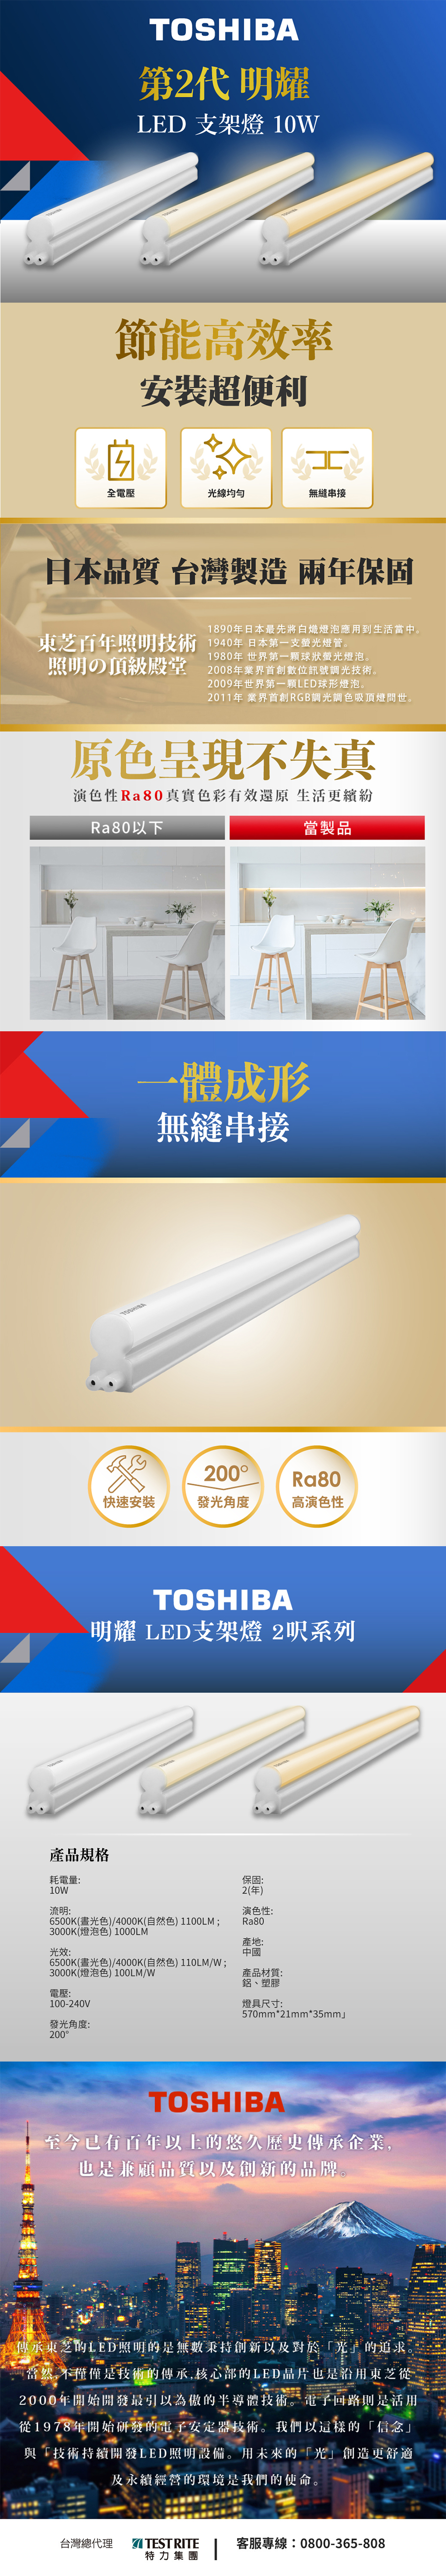 TOSHIBA
第2代 明耀
LED 支架燈 10W
TOSHIBA
TOSHIBA
TOSHIBA
節能高效率
安裝超便利
全電壓
光線均勻
無縫串接
日本品質 台灣製造 兩年保固
東芝百年照明技術
照明の頂級殿堂
1890年日本最先將白熾燈泡應用到生活當中。
1940年 日本第一支螢光燈管。
1980年 世界第一顆球狀螢光燈泡。
2008年業界首創數位訊號調光技術。
2009年世界第一顆LED球形燈泡。
2011年 業界首創RGB調光調色吸頂燈問世。
原色呈現不失真
演色性Ra80真實色彩有效還原 生活更繽紛
Ra80以下
當製品
一體成形
無縫串接
TOSHIBA
快速安裝
200°
發光角度
Ra80
高演色性
TOSHIBA
明耀 LED支架燈 2呎系列
產品規格
耗電量:
10W
流明:
6500K(晝光色)/4000K(自然色) 1100LM ;
3000K(燈泡色) 1000LM
光效:
6500K(晝光色)/4000K(自然色) 110LM/W ;
3000K(燈泡色) 100LM/W
電壓:
100-240V
發光角度:
200°
保固:
2(年)
演色性:
Ra80
產地:
中國
產品材質:
鋁、塑膠
燈具尺寸:
570mm*21mm*35mm」
TOSHIBA
至今已有百年以上的悠久歷史傳承企業,
也是兼顧品質以及創新的品牌。
傳承東芝的LED照明的是無數秉持創新以及對於「光」的追求。
當然,不僅僅是技術的傳承,核心部的LED晶片也是沿用東芝從
2000年開始開發最引以為傲的半導體技術。電子回路則是活用
從1978年開始研發的電子安定器技術。我們以這樣的「信念」
與「技術持續開發LED照明設備。用未來的「光」創造更舒適
及永續經營的環境是我們的使命。
台灣總代理
TESTRITE
特力集團
客服專線：0800-365-808